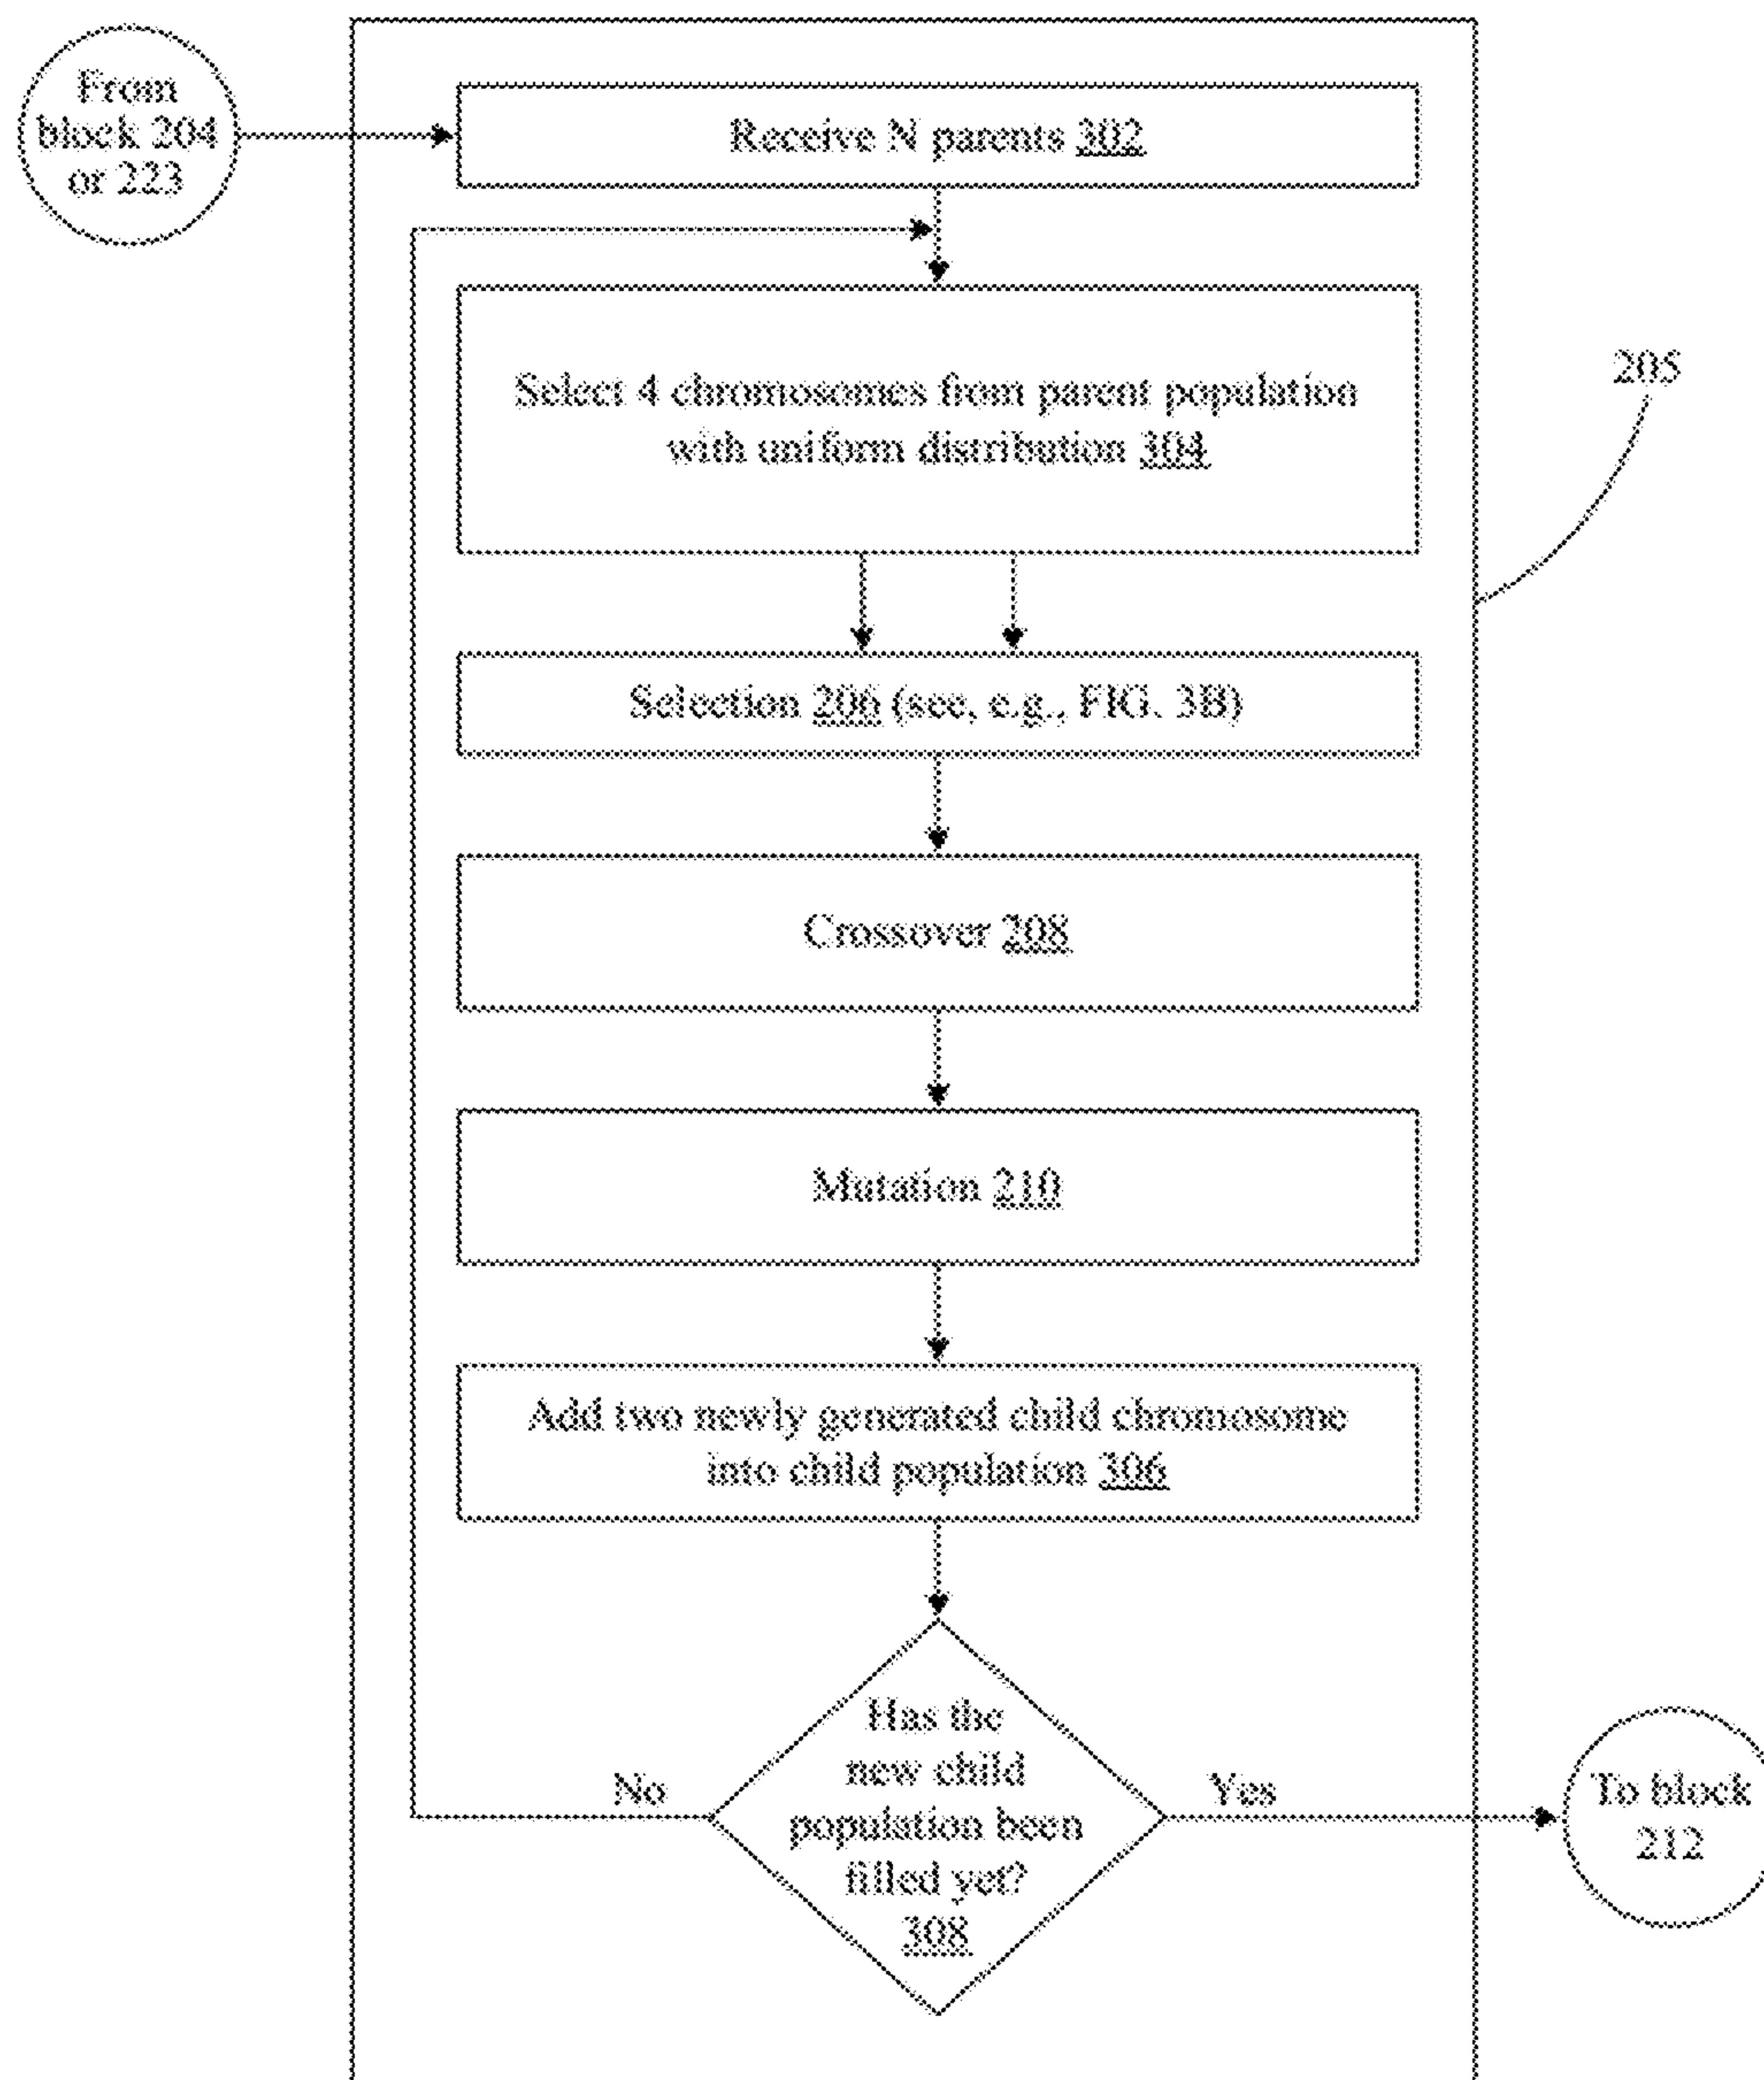 From
block 204
or 223
Receive N parents 302
Select 4 chromosomes from parent population
with uniform distribution 304
205
Selection 206 (see, e.g., FIG. 3B)
Crossover 208
Mutation 210
Add two newly generated child chromosome
into child population 306
Has the
new child
population been
filled yet?
308
No
Yes
To block
212